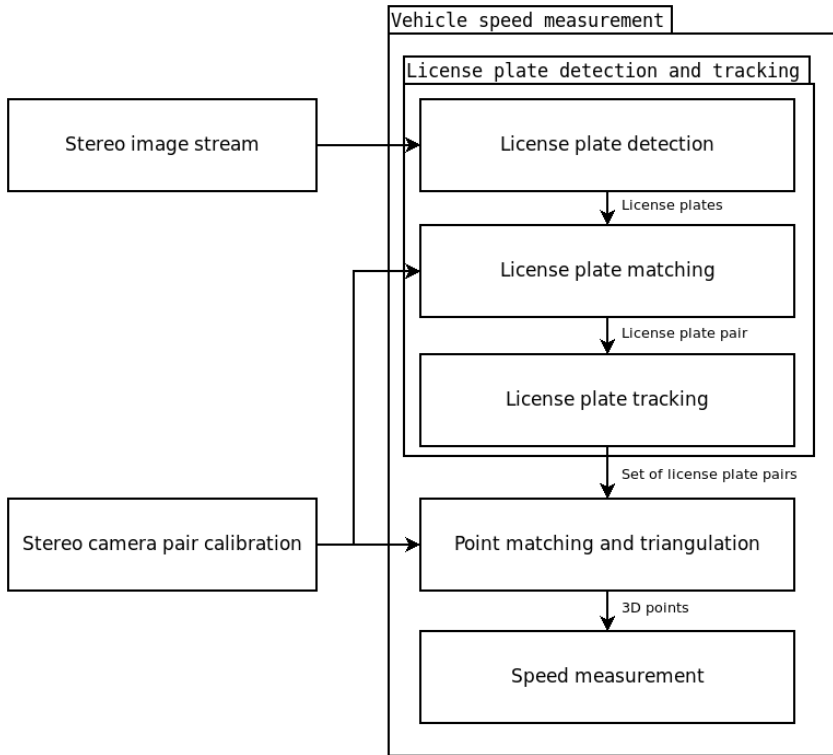 Vehicle speed measurement
License plate detection and tracking
Stereo image stream
License plate detection
License plates
License plate matching
License plate pair
License plate tracking
Set of license plate pairs
Stereo camera pair calibration
Point matching and triangulation
3D points
Speed measurement